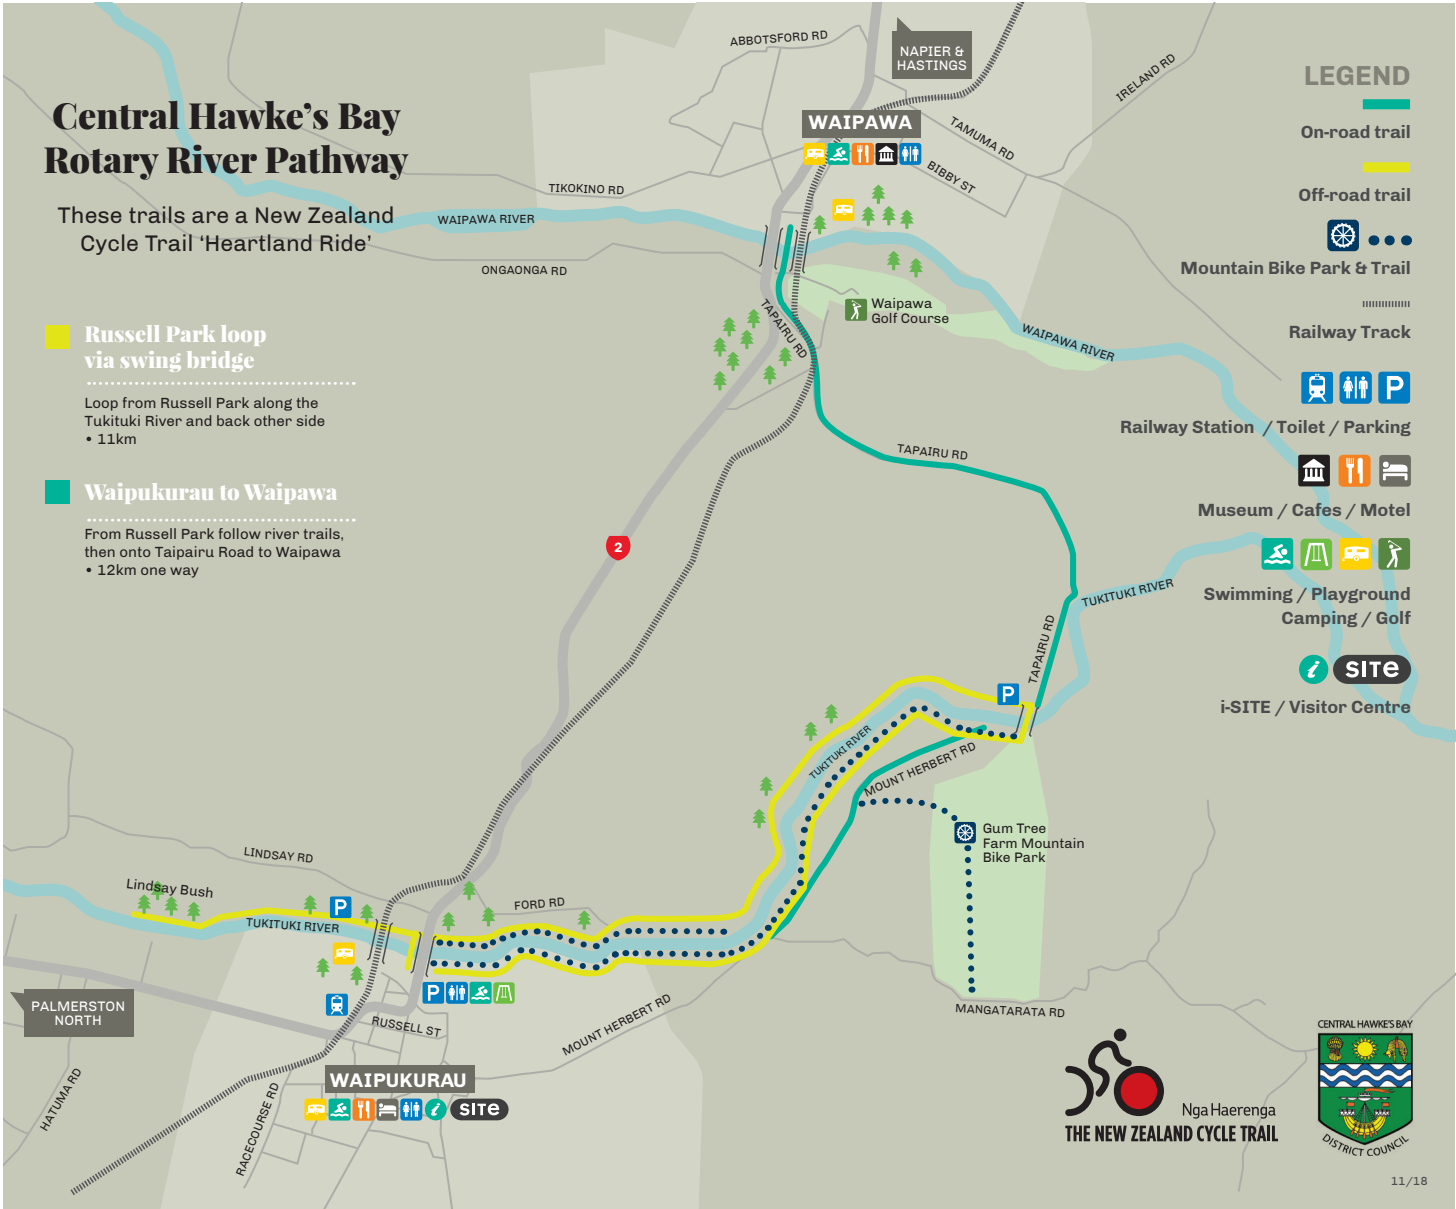 Central Hawke's Bay
Rotary River Pathway
These trails are a New Zealand
Cycle Trail 'Heartland Ride'
Russell Park loop
via swing bridge
Loop from Russell Park along the
Tukituki River and back other side
• 11km
Waipukurau to Waipawa
From Russell Park follow river trails,
then onto Taipairu Road to Waipawa
• 12km one way
ABBOTSFORD RD
NAPIER &
HASTINGS
WAIPAWA
IRELAND RD
TAMUMA RD
BIBBY ST
TIKOKINO RD
WAIPAWA RIVER
ONGAONGA RD
TAPAIRU RD
Waipawa
Golf Course
WAIPAWA RIVER
TAPAIRU RD
2
TUKITUKI RIVER
TAPAIRU RD
P
TUKITUKI RIVER
MOUNT HERBERT RD
Gum Tree
Farm Mountain
Bike Park
LINDSAY RD
Lindsay Bush
P
FORD RD
TUKITUKI RIVER
P
PALMERSTON
NORTH
RUSSELL ST
MOUNT HERBERT RD
MANGATARATA RD
WAIPUKURAU
i SITe
HATUMA RD
RACECOURSE RD
LEGEND
On-road trail
Off-road trail
Mountain Bike Park & Trail
Railway Track
P
Railway Station / Toilet / Parking
Museum / Cafes / Motel
Swimming / Playground
Camping / Golf
i SITe
i-SITE / Visitor Centre
Nga Haerenga
THE NEW ZEALAND CYCLE TRAIL
CENTRAL HAWKE'S BAY
DISTRICT COUNCIL
11/18